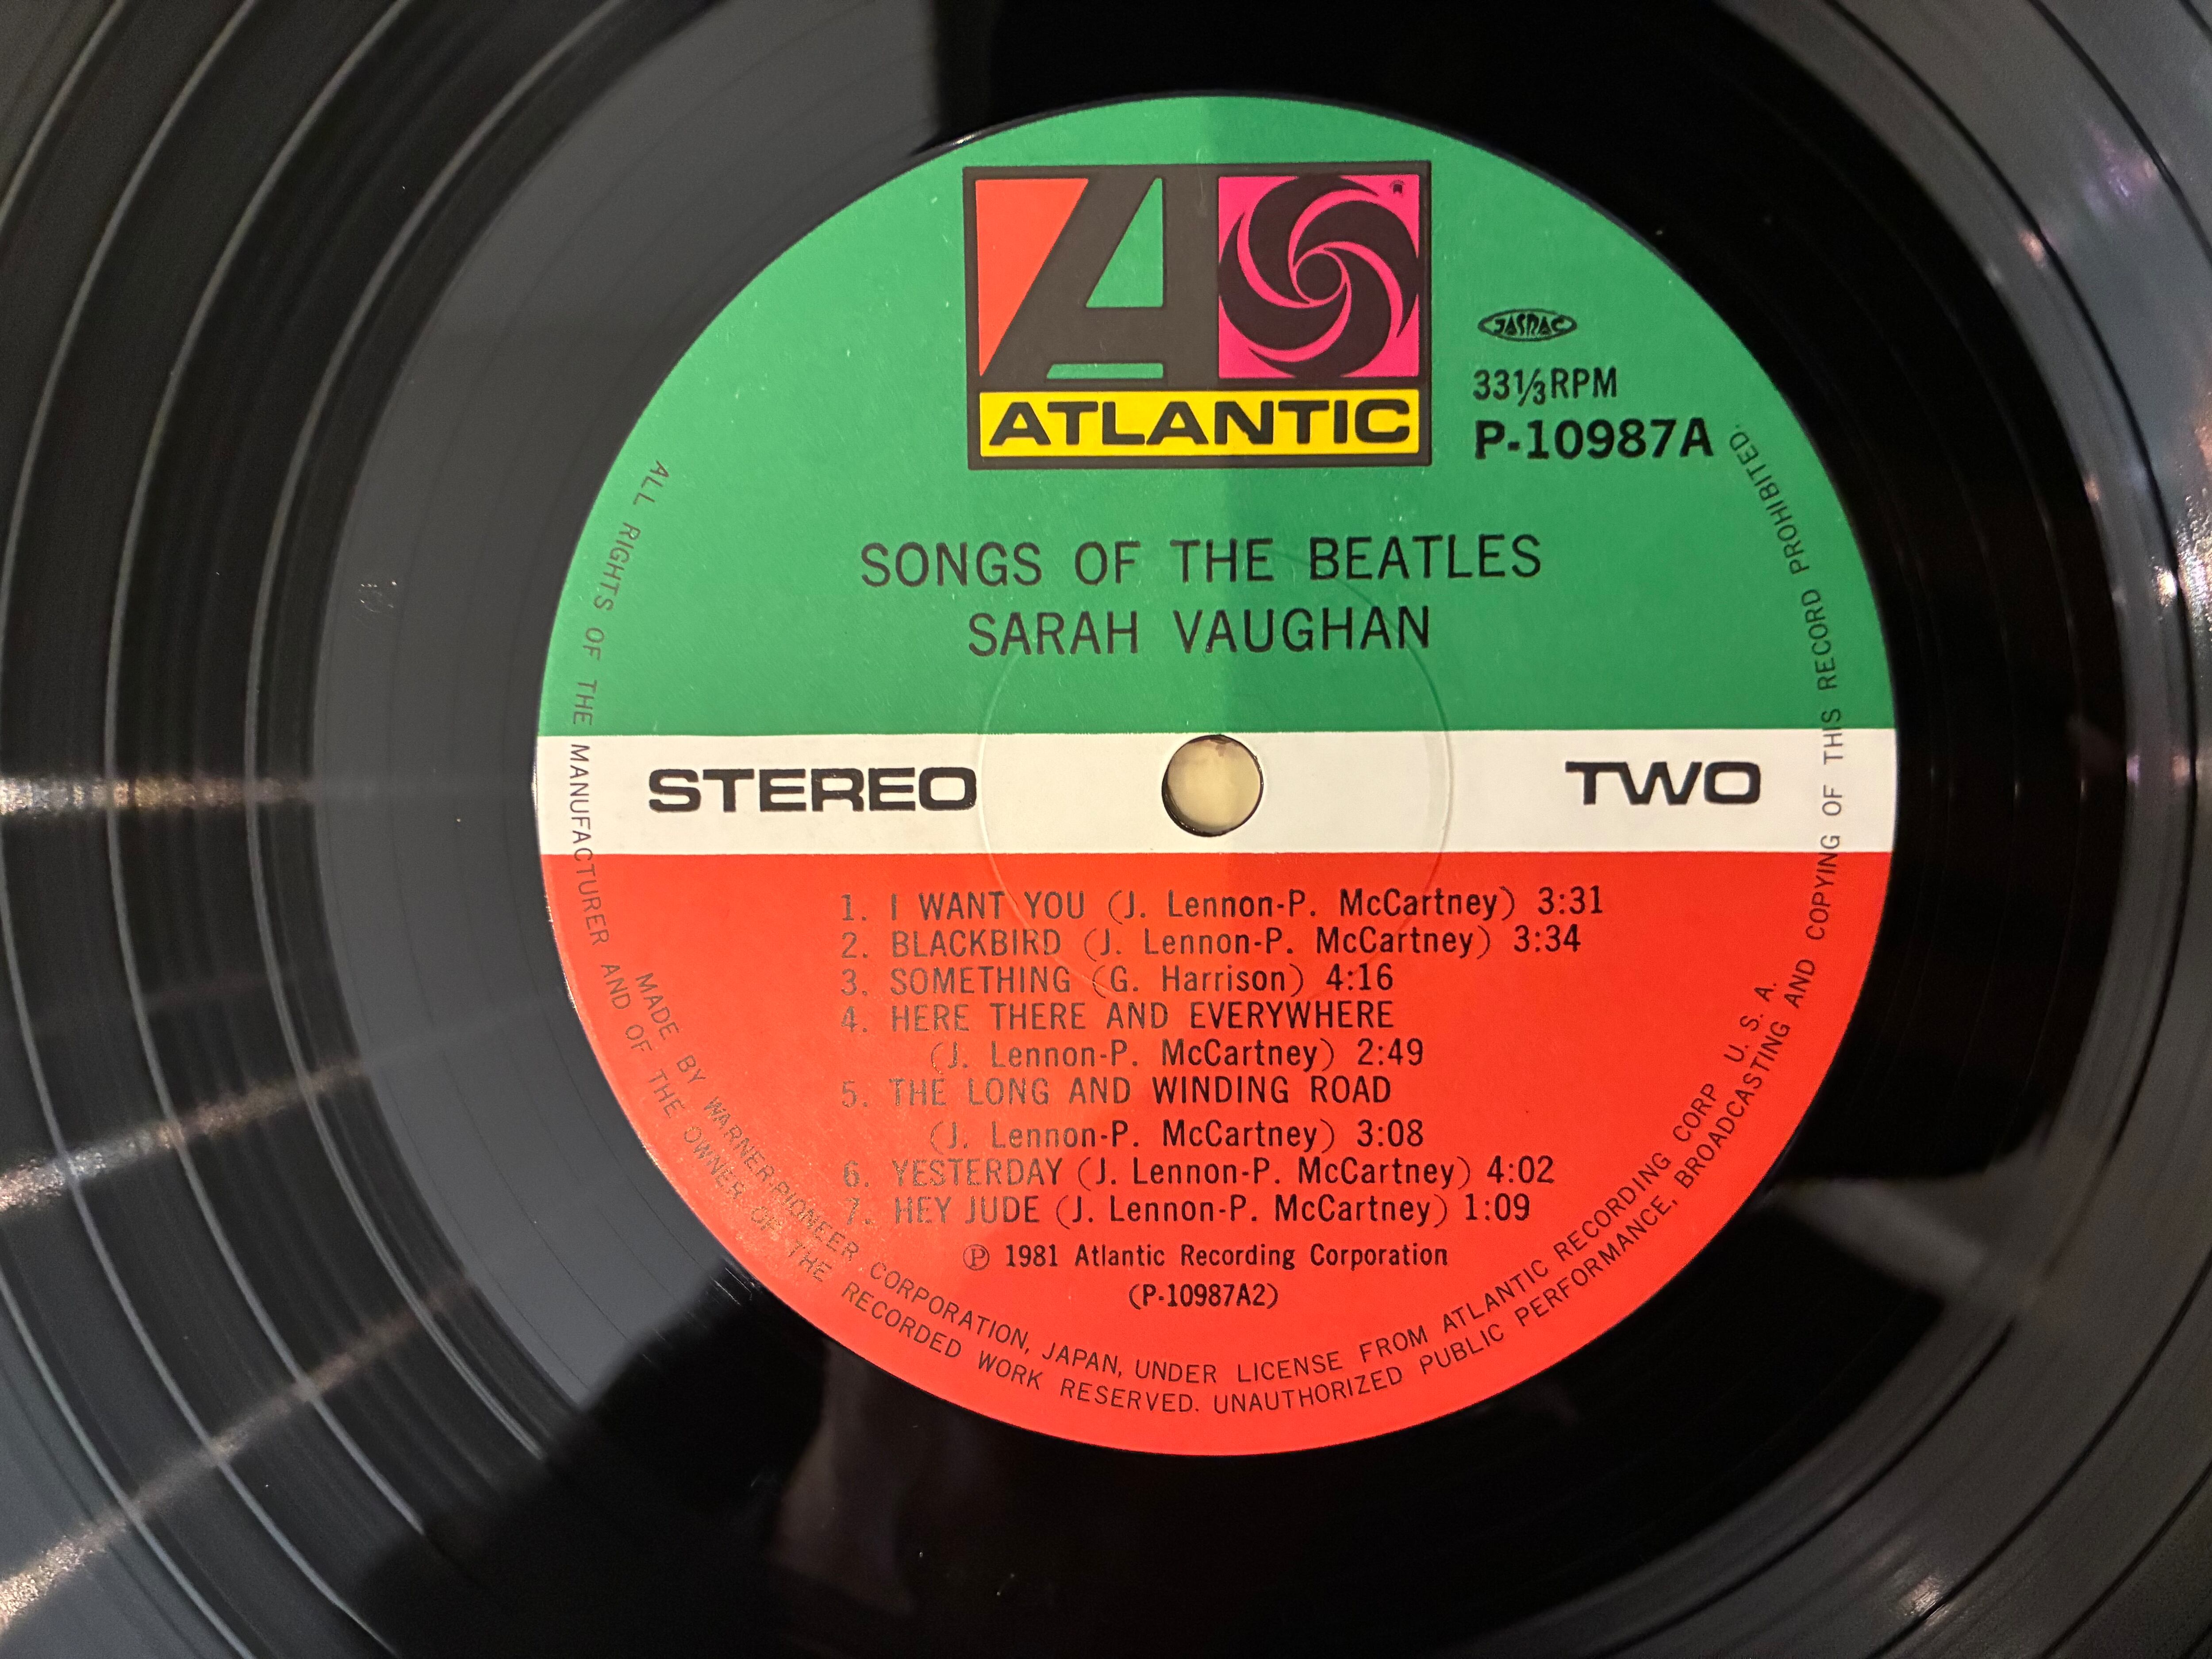 ATLANTIC
JASRAC
33⅓RPM
P-10987A
SONGS OF THE BEATLES
SARAH VAUGHAN
STEREO
TWO
1. I WANT YOU (J. Lennon-P. McCartney) 3:31
2. BLACKBIRD (J. Lennon-P. McCartney) 3:34
3. SOMETHING (G. Harrison) 4:16
4. HERE THERE AND EVERYWHERE
(J. Lennon-P. McCartney) 2:49
5. THE LONG AND WINDING ROAD
(J. Lennon-P. McCartney) 3:08
6. YESTERDAY (J. Lennon-P. McCartney) 4:02
7. HEY JUDE (J. Lennon-P. McCartney) 1:09
℗ 1981 Atlantic Recording Corporation
(P-10987A2)
MADE BY WARNER-PIONEER CORPORATION, JAPAN, UNDER LICENSE FROM ATLANTIC RECORDING CORP U. S. A.
ALL RIGHTS OF THE MANUFACTURER AND OF THE OWNER OF THE RECORDED WORK RESERVED. UNAUTHORIZED PUBLIC PERFORMANCE, BROADCASTING AND COPYING OF THIS RECORD PROHIBITED.